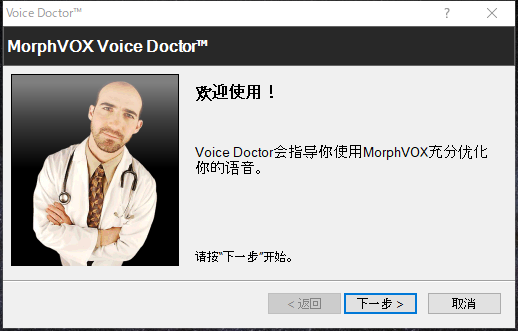 Voice Doctor™
MorphVOX Voice Doctor™
欢迎使用！
Voice Doctor会指导你使用MorphVOX充分优化
你的语音。
请按"下一步"开始。
< 返回
下一步 >
取消